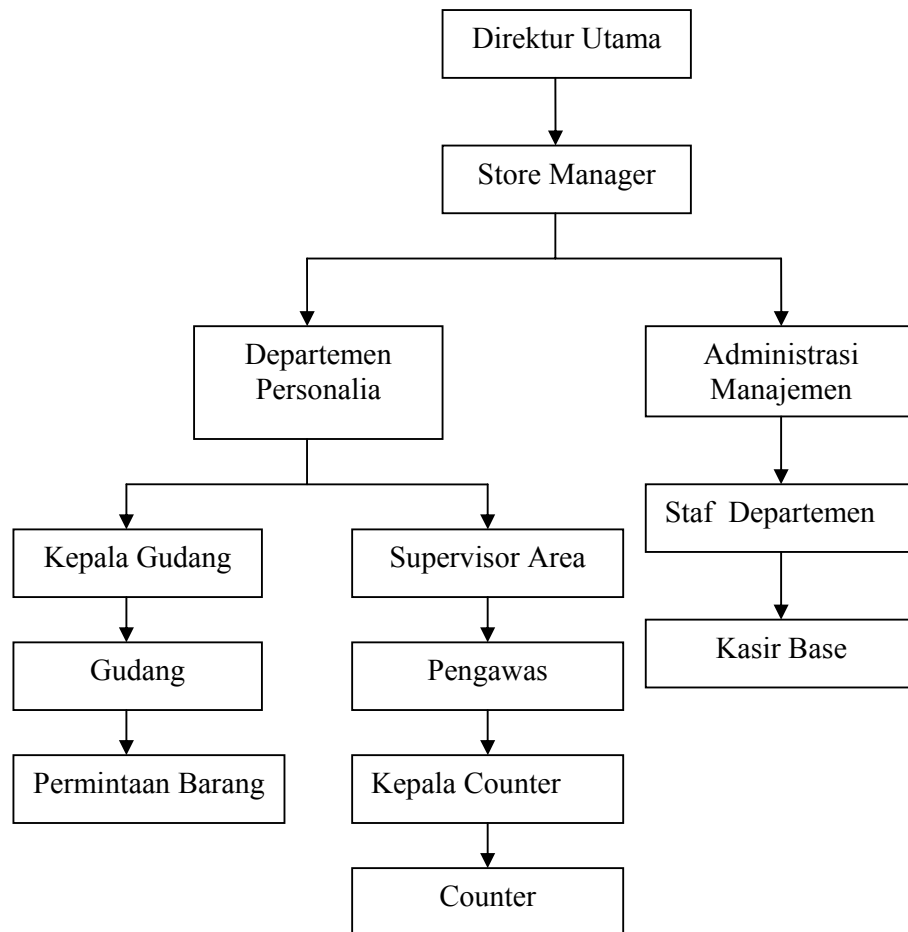 Direktur Utama
Store Manager
Departemen
Personalia
Administrasi
Manajemen
Staf Departemen
Kepala Gudang
Supervisor Area
Kasir Base
Gudang
Pengawas
Permintaan Barang
Kepala Counter
Counter